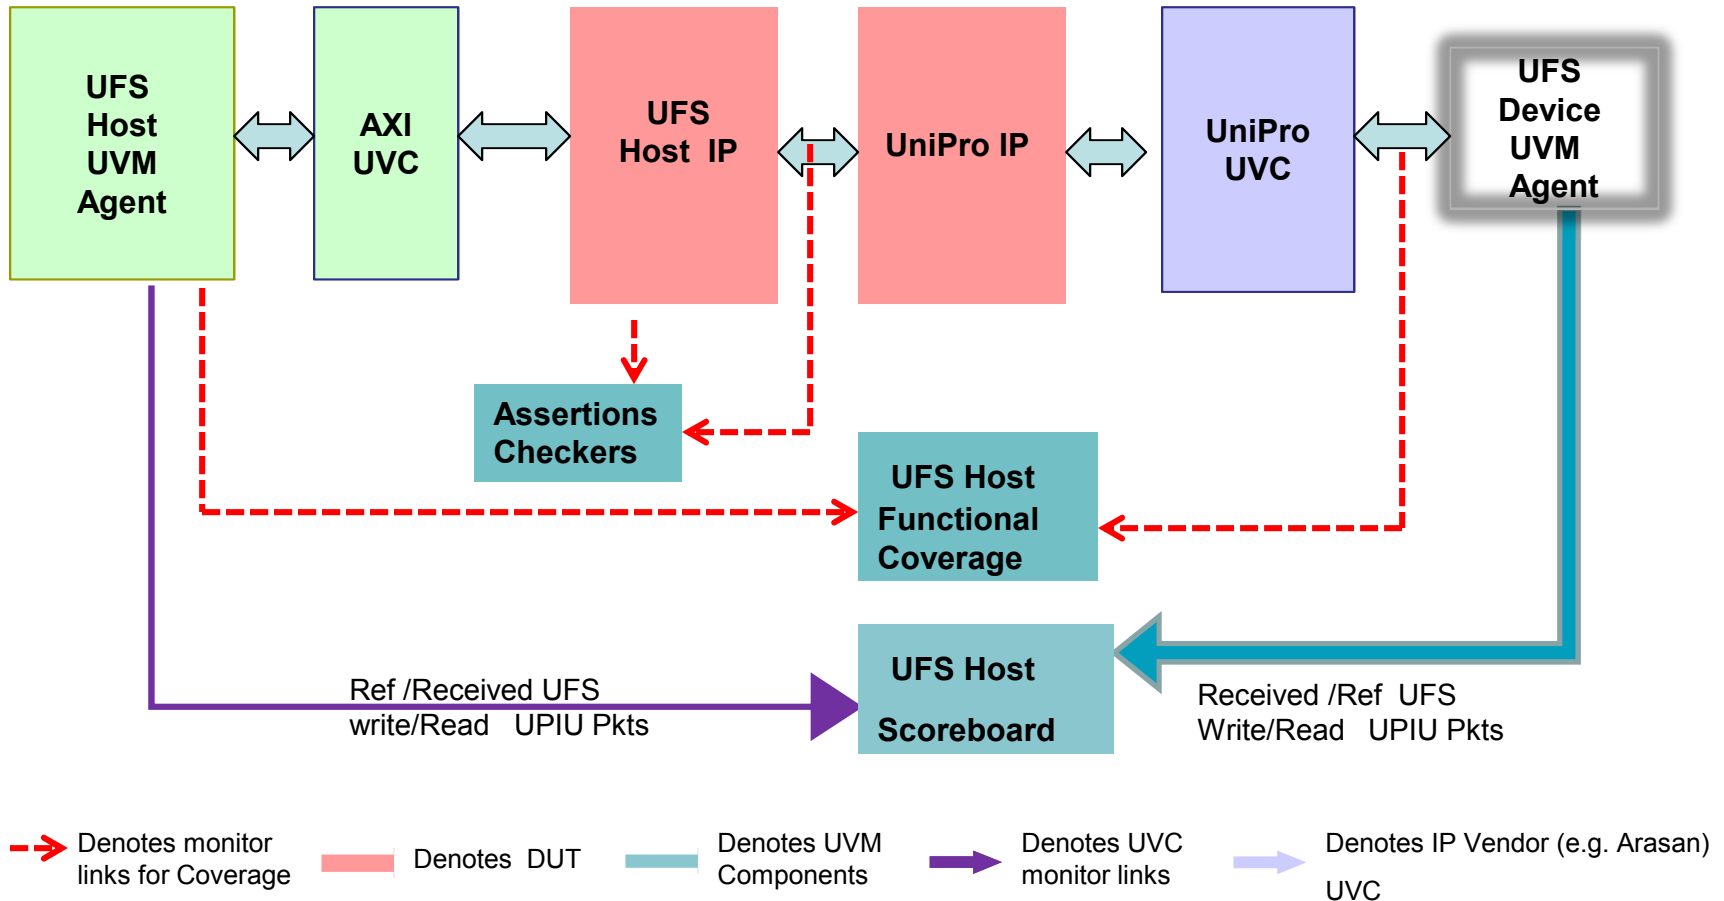 UFS
Host
UVM
Agent
AXI
UVC
UFS
Host IP
UniPro IP
UniPro
UVC
UFS
Device
UVM
Agent
Assertions
Checkers
UFS Host
Functional
Coverage
UFS Host
Scoreboard
Ref /Received UFS
write/Read UPIU Pkts
Received /Ref UFS
Write/Read UPIU Pkts
Denotes monitor
links for Coverage
Denotes DUT
Denotes UVM
Components
Denotes UVC
monitor links
Denotes IP Vendor (e.g. Arasan)
UVC